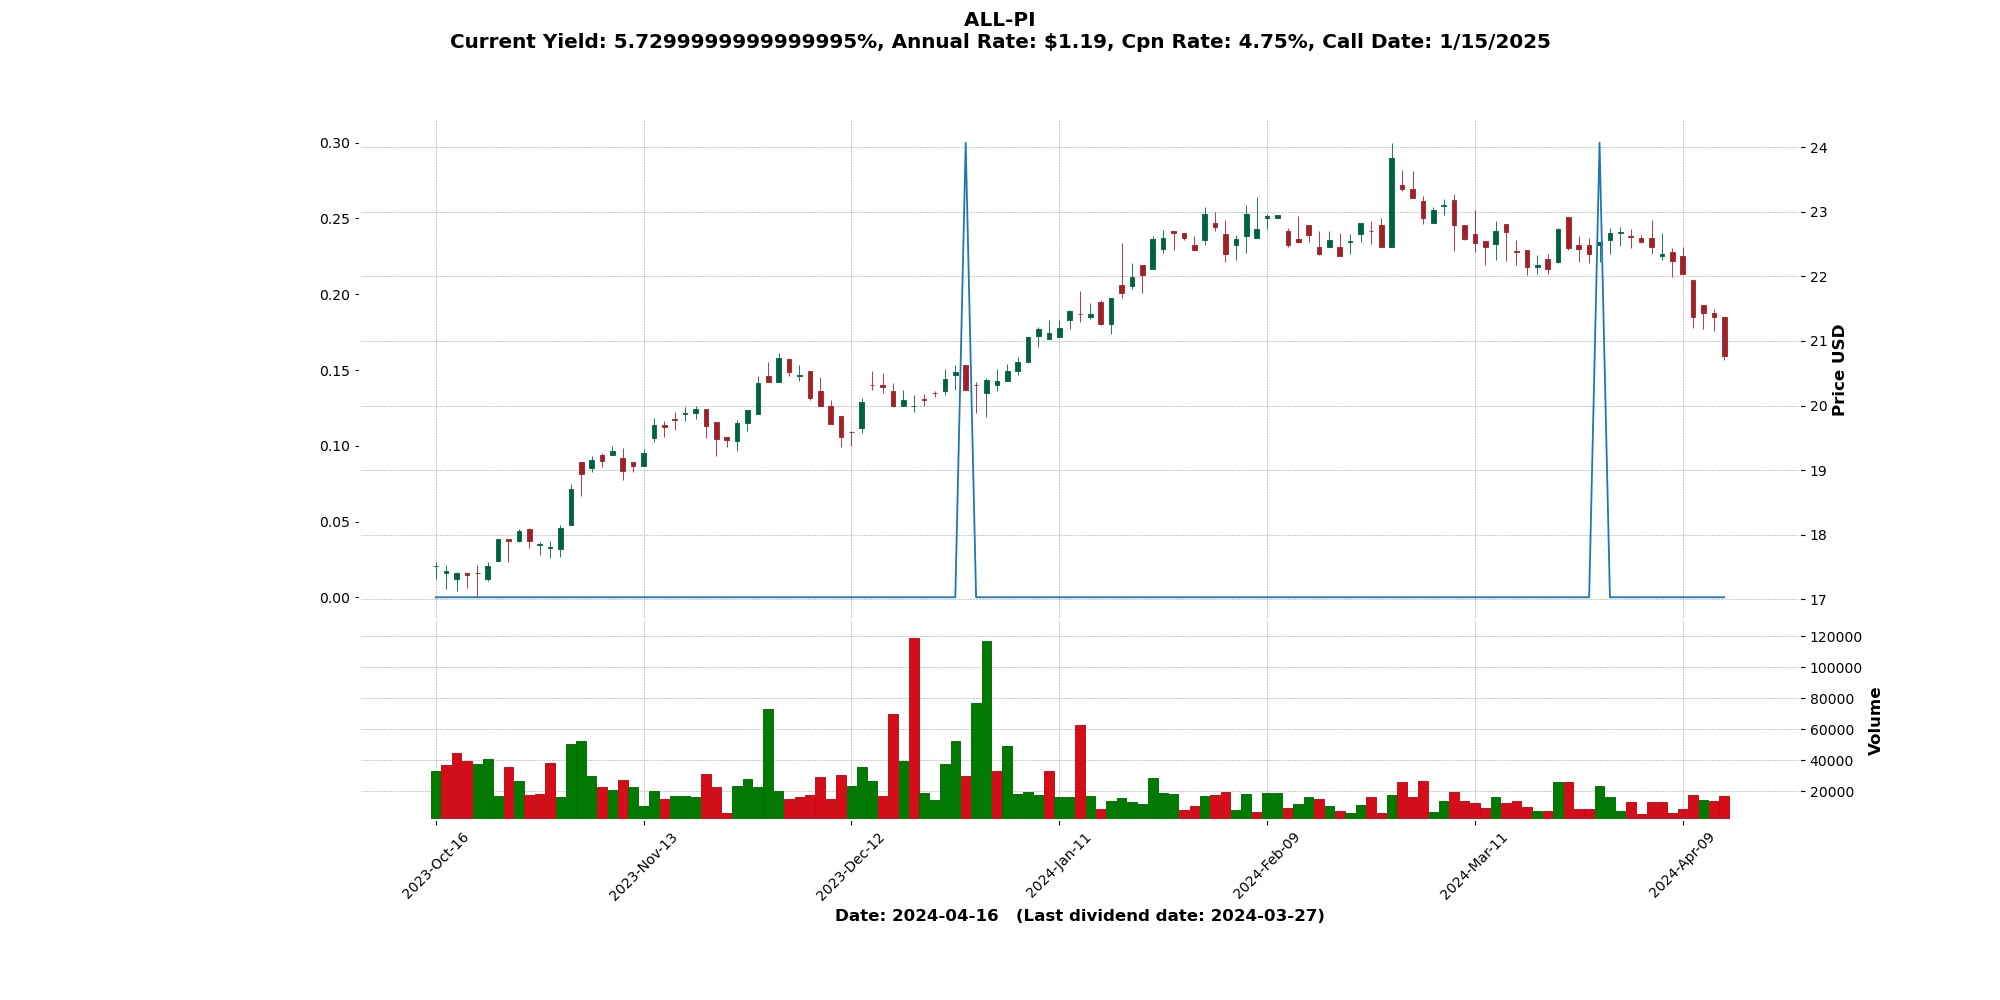 ALL-PI
Current Yield: 5.7299999999999995%, Annual Rate: $1.19, Cpn Rate: 4.75%, Call Date: 1/15/2025
0.30
0.25
0.20
0.15
0.10
0.05
0.00
24
23
22
21
20
19
18
17
Price USD
120000
100000
80000
60000
40000
20000
Volume
2023-Oct-16
2023-Nov-13
2023-Dec-12
2024-Jan-11
2024-Feb-09
2024-Mar-11
2024-Apr-09
Date: 2024-04-16 (Last dividend date: 2024-03-27)